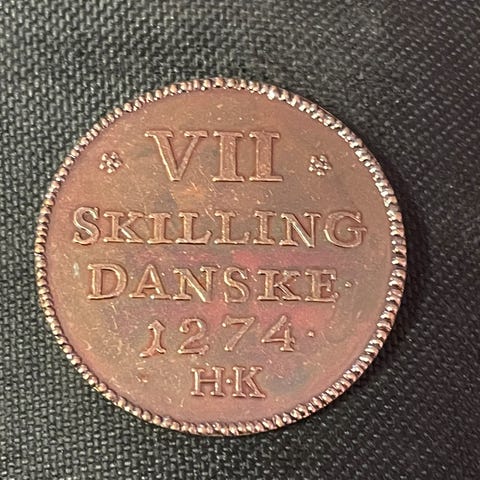 VII
SKILLING
DANSKE·
1274·
H·K